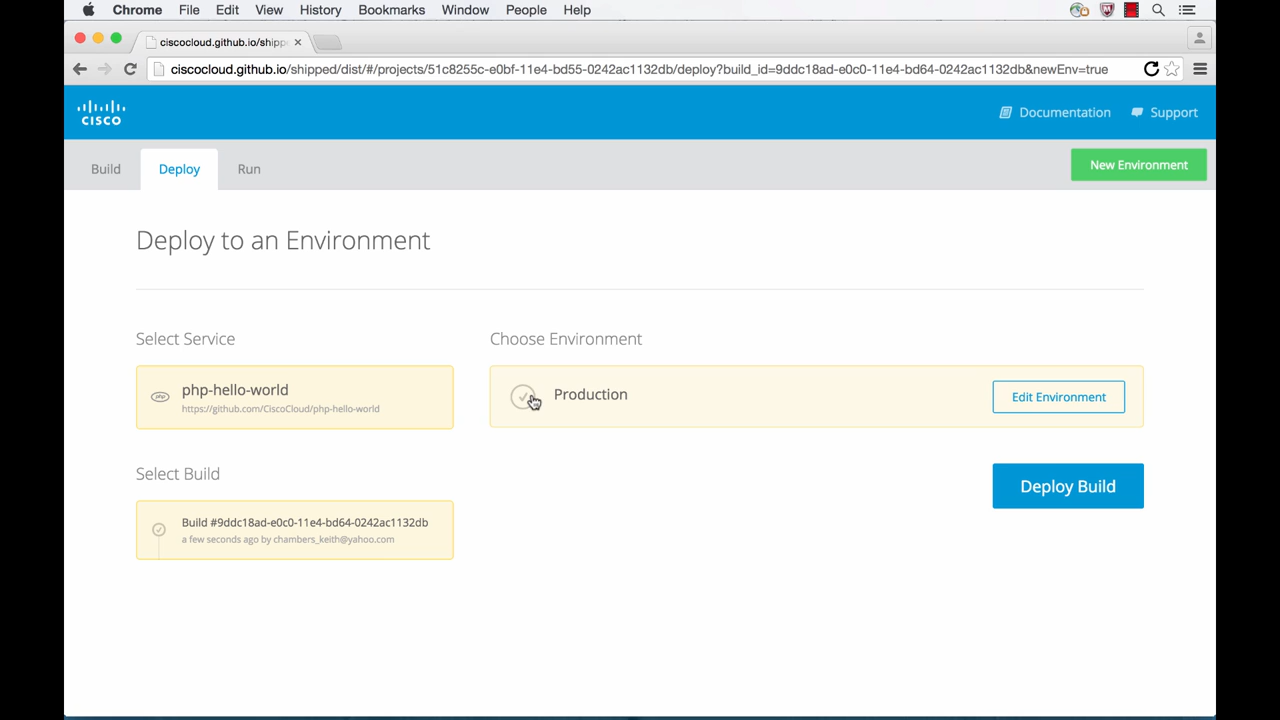 Chrome File Edit View History Bookmarks Window People Help
ciscocloud.github.io/shipp
ciscocloud.github.io/shipped/dist/#/projects/51c8255c-e0bf-11e4-bd55-0242ac1132db/deploy?build_id=9ddc18ad-e0c0-11e4-bd64-0242ac1132db&newEnv=true
CISCO
Documentation Support
Build Deploy Run New Environment
Deploy to an Environment
Select Service Choose Environment
php-hello-world
https://github.com/CiscoCloud/php-hello-world
php
Production Edit Environment
Select Build
Deploy Build
Build #9ddc18ad-e0c0-11e4-bd64-0242ac1132db
a few seconds ago by chambers_keith@yahoo.com